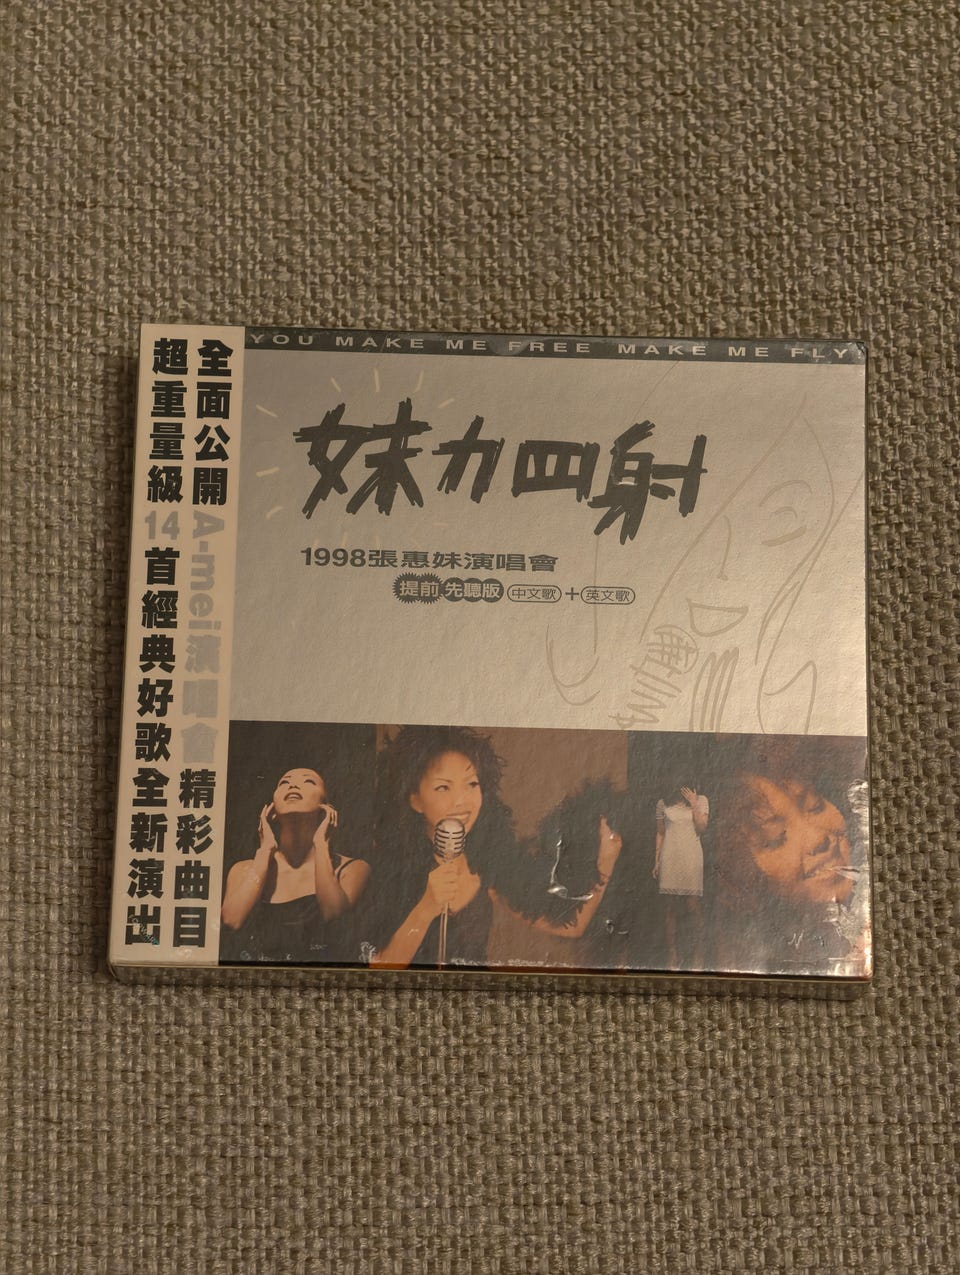 YOU MAKE ME FREE MAKE ME FLY
全面公開A-mei演唱會精彩曲目
超重量級14首經典好歌全新演出
妹力四射
1998張惠妹演唱會
提前先聽版 中文歌+英文歌